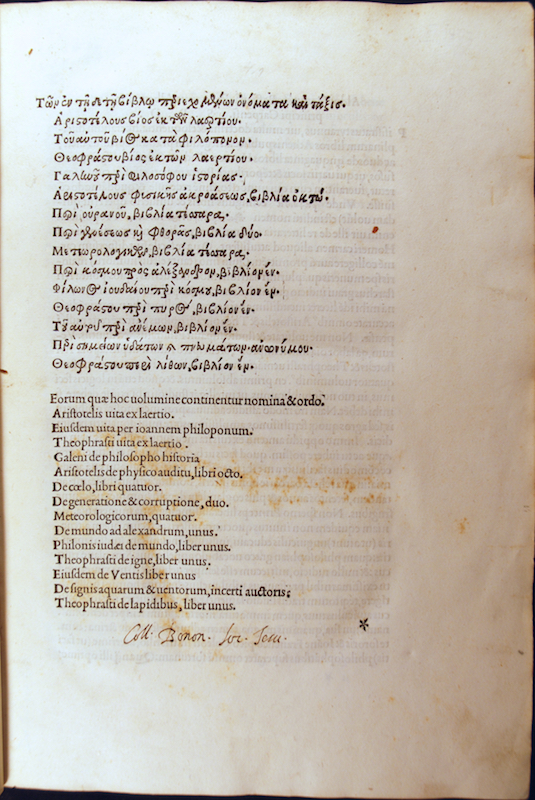 Τῶν ἐν τῇδε τῇ βίβλῳ περιεχομένων ὀνόματα καὶ τάξις.
Ἀριστοτέλους βίος ἐκ τῶν λαερτίου.
Τοῦ αὐτοῦ βίος κατὰ φιλόπονον.
Θεοφράστου βίος ἐκ τῶν λαερτίου.
Γαληνοῦ περὶ φιλοσόφου ἱστορίας.
Ἀριστοτέλους φυσικῆς ἀκροάσεως, βιβλία ὀκτώ.
Περὶ οὐρανοῦ, βιβλία τέσσαρα.
Περὶ γενέσεως καὶ φθορᾶς, βιβλία δύο.
Μετεωρολογικῶν, βιβλία τέσσαρα.
Περὶ κόσμου πρὸς ἀλέξανδρον, βιβλίον ἕν.
Φίλωνος ἰουδαίου περὶ κόσμου, βιβλίον ἕν.
Θεοφράστου περὶ πυρὸς, βιβλίον ἕν.
Τοῦ αὐτοῦ περὶ ἀνέμων, βιβλίον ἕν.
Περὶ σημείων ὑδάτων καὶ πνευμάτων. ἀνωνύμου.
Θεοφράστου περὶ λίθων, βιβλίον ἕν.
Eorum quæ hoc uolumine continentur nomina & ordo.
Aristotelis uita ex laertio.
Eiusdem uita per ioannem philoponum.
Theophrasti uita ex laertio.
Galeni de philosopho historia
Aristotelis de physico auditu, libri octo.
De cœlo, libri quatuor.
De generatione & corruptione, duo.
Meteorologicorum, quatuor.
De mundo ad alexandrum, unus.
Philonis iudæi de mundo, liber unus.
Theophrasti de igne, liber unus.
Eiusdem de Ventis liber unus
De signis aquarum & uentorum, incerti auctoris.
Theophrasti de lapidibus, liber unus.
Coll. Bonon. Soc. Jesu.